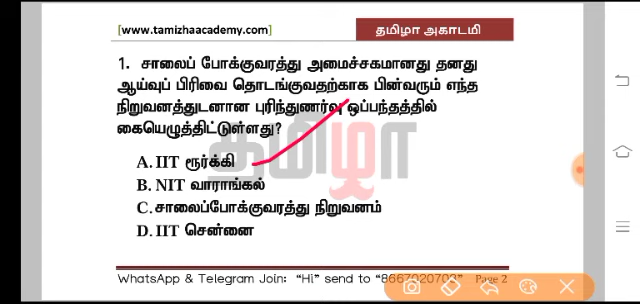 [www.tamizhaacademy.com] தமிழா அகாடமி
1. சாலைப் போக்குவரத்து அமைச்சகமானது தனது
ஆய்வுப் பிரிவை தொடங்குவதற்காக பின்வரும் எந்த
நிறுவனத்துடனான புரிந்துணர்வு ஒப்பந்தத்தில்
கையெழுத்திட்டுள்ளது?
தமிழா
A. IIT ரூர்க்கி
B. NIT வாராங்கல்
C. சாலைப்போக்குவரத்து நிறுவனம்
D. IIT சென்னை
WhatsApp & Telegram Join: “Hi” send to “8667020703” Page 2